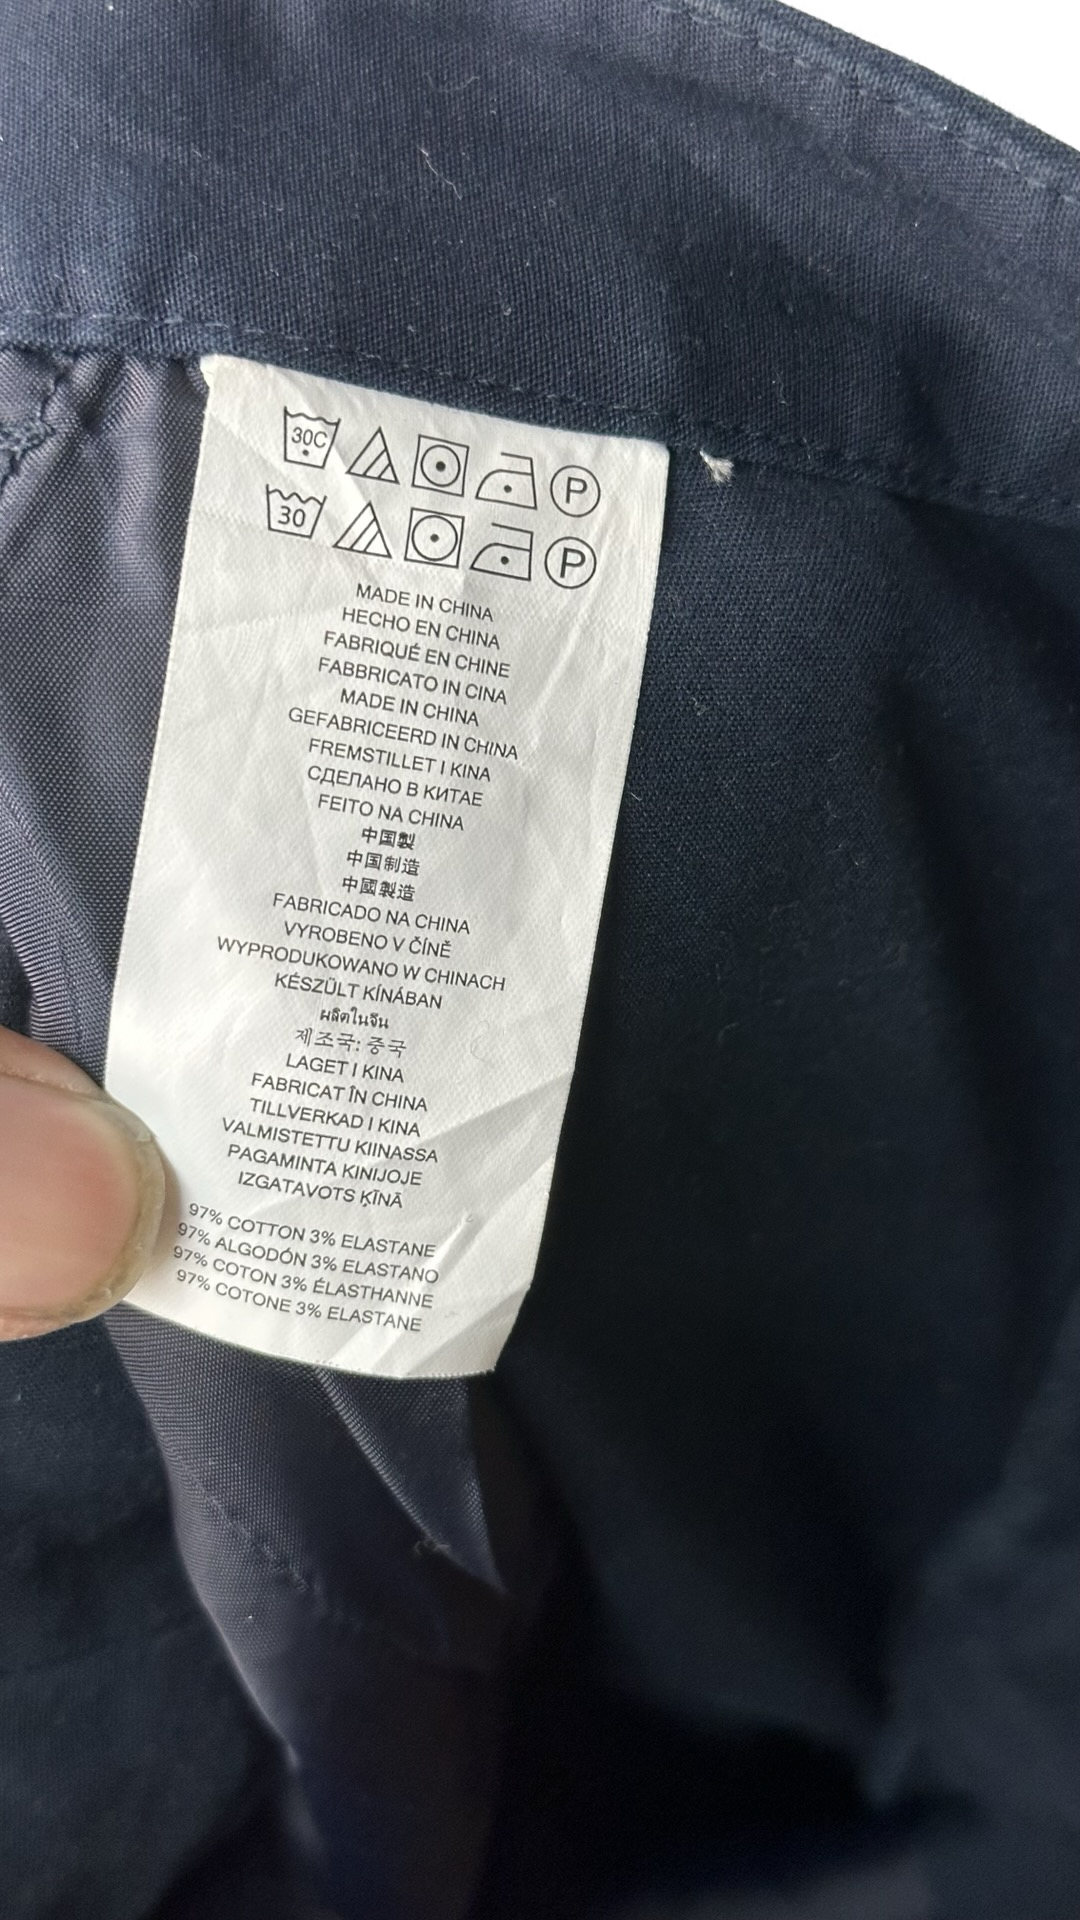 30C P
30 P
MADE IN CHINA
HECHO EN CHINA
FABRIQUÉ EN CHINE
FABBRICATO IN CINA
MADE IN CHINA
GEFABRICEERD IN CHINA
FREMSTILLET I KINA
СДЕЛАНО В КИТАЕ
FEITO NA CHINA
中国製
中国制造
中國製造
FABRICADO NA CHINA
VYROBENO V ČÍNĚ
WYPRODUKOWANO W CHINACH
KÉSZÜLT KÍNÁBAN
ผลิตในจีน
제조국: 중국
LAGET I KINA
FABRICAT ÎN CHINA
TILLVERKAD I KINA
VALMISTETTU KIINASSA
PAGAMINTA KINIJOJE
IZGATAVOTS ĶĪNĀ
97% COTTON 3% ELASTANE
97% ALGODÓN 3% ELASTANO
97% COTON 3% ÉLASTHANNE
97% COTONE 3% ELASTANE